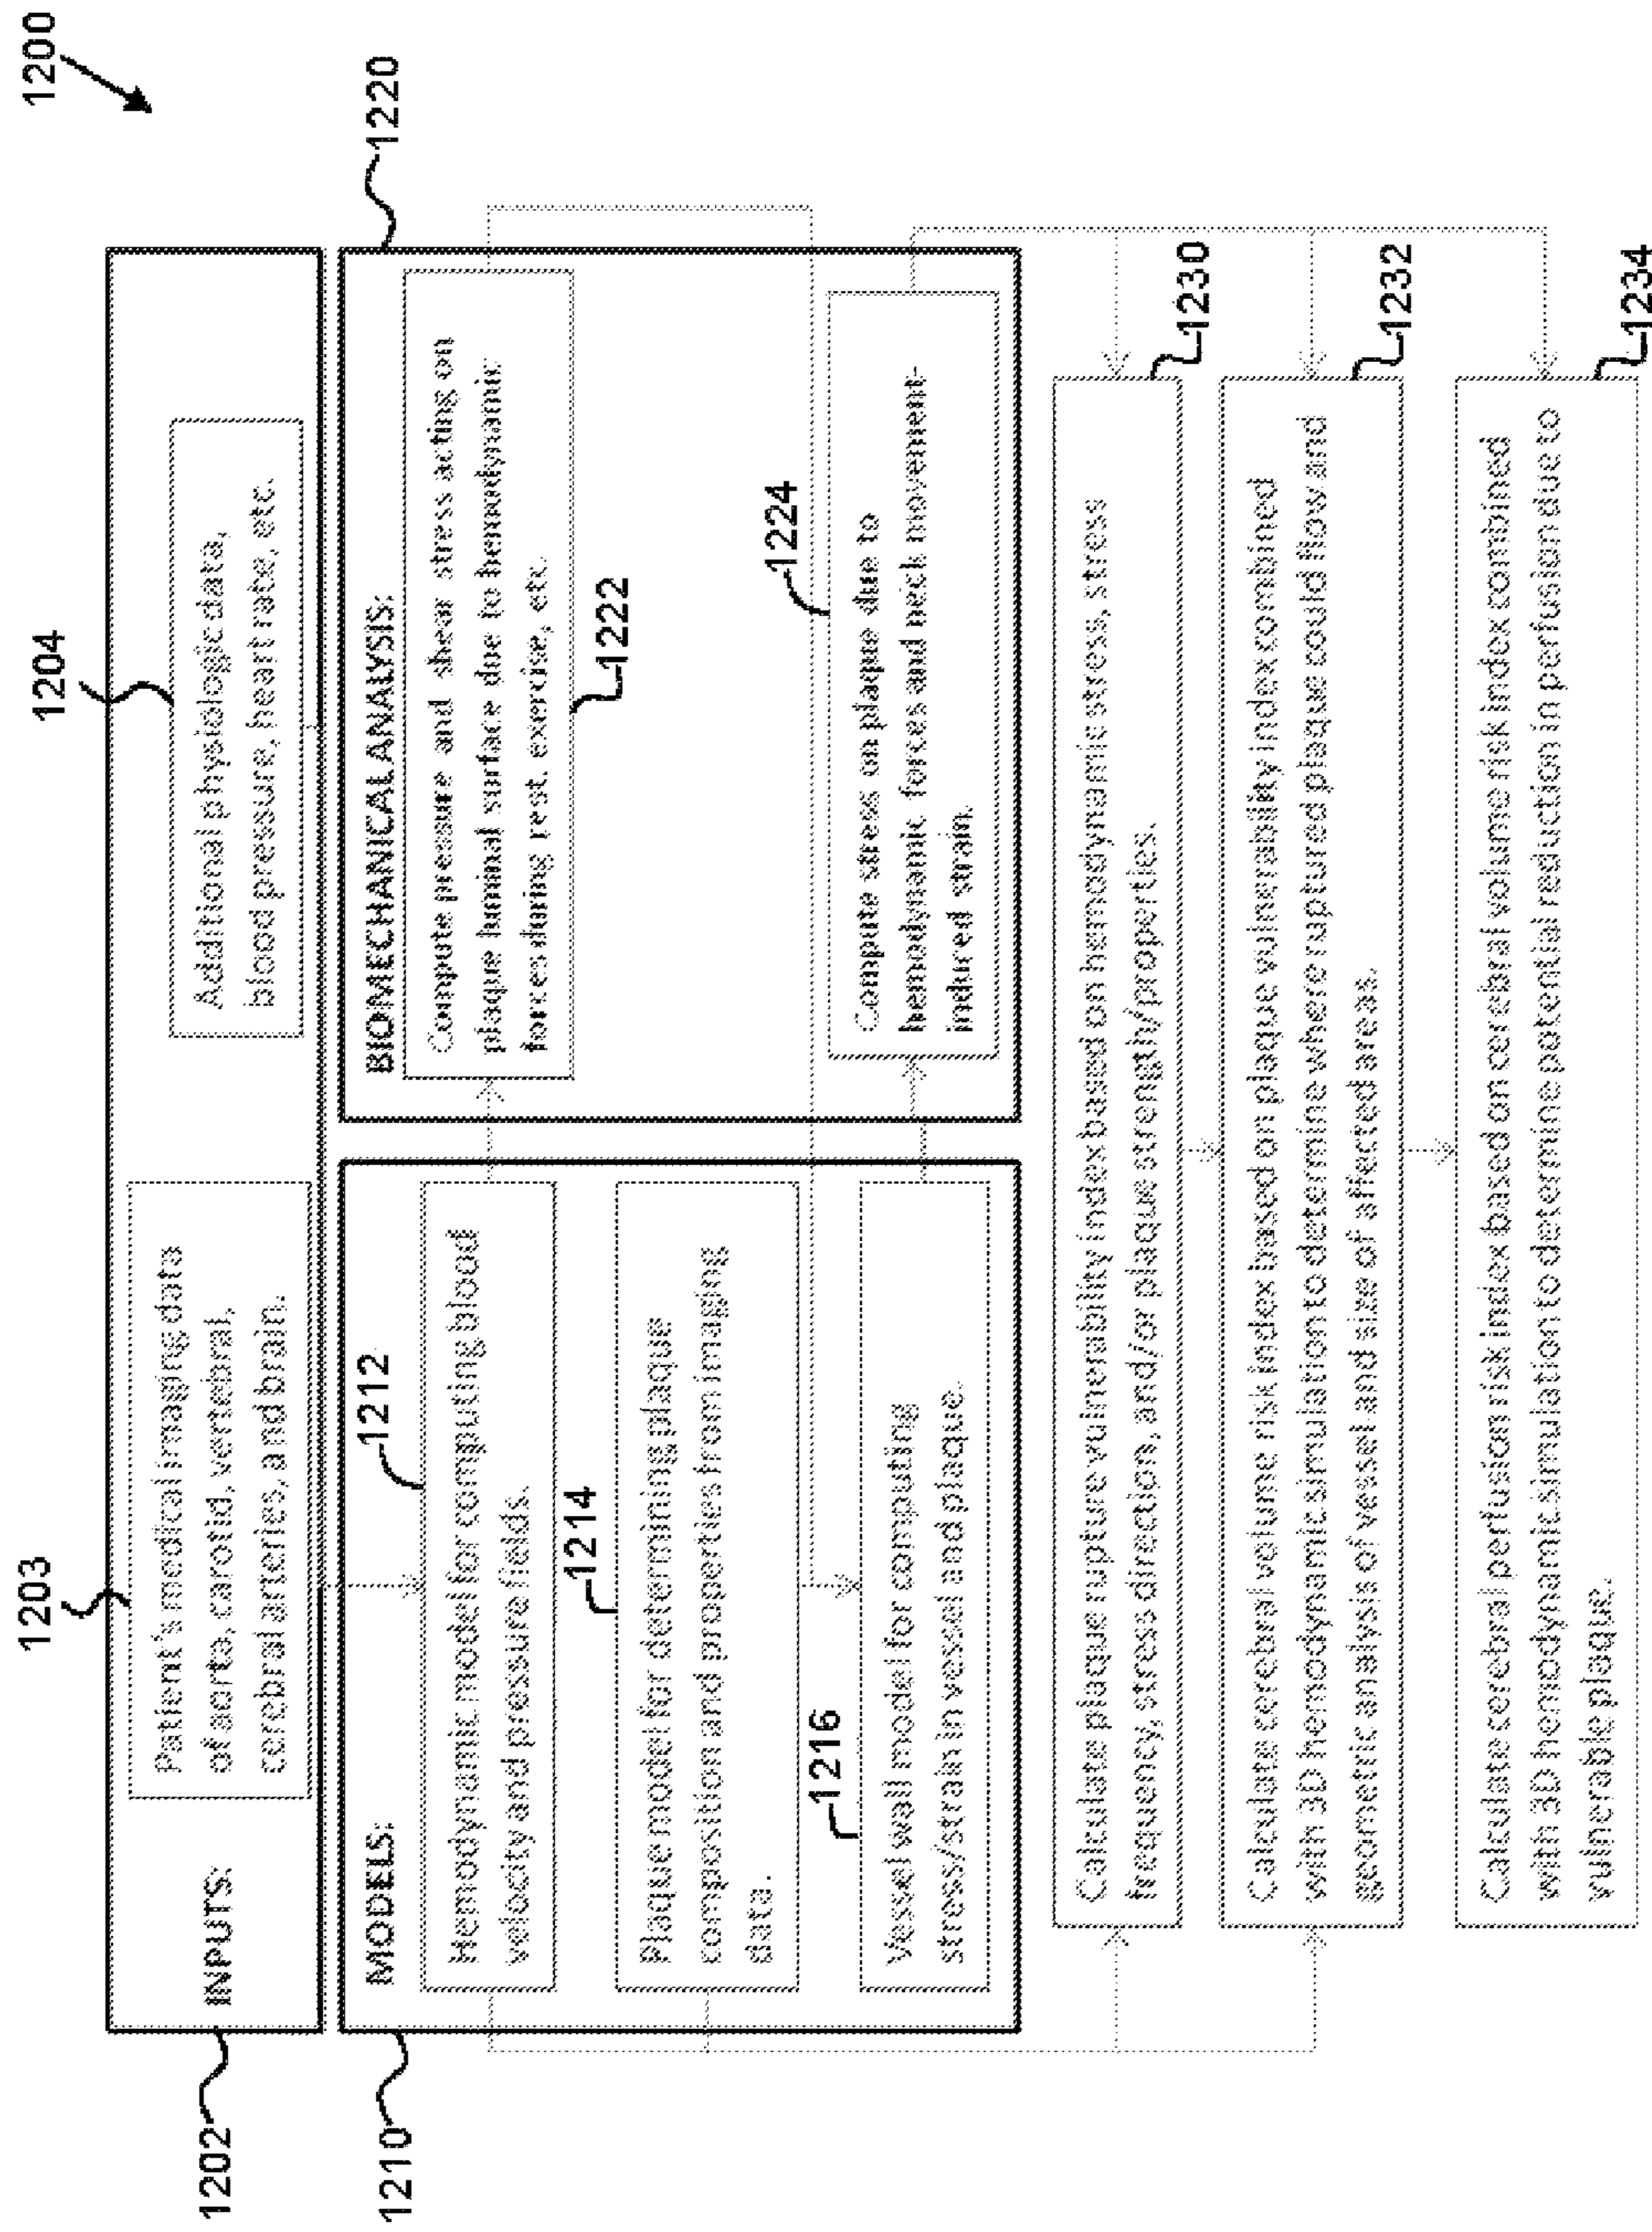 1200
1203
1204
1202
INPUTS:
Patient's medical imaging data
of aorta, carotid, vertebral,
cerebral arteries, and brain.
Additional physiologic data,
blood pressure, heart rate, etc.
1210
MODELS:
1212
Hemodynamic model for computing blood
velocity and pressure fields.
1214
Plaque model for determining plaque
composition and properties from imaging
data.
1216
Vessel wall model for computing
stress/strain in vessel and plaque.
1220
BIOMECHANICAL ANALYSIS:
Compute pressure and shear stress acting on
plaque luminal surface due to hemodynamic
forces during rest, exercise, etc.
1222
1224
Compute stress on plaque due to
hemodynamic forces and neck movement-
induced strain.
Calculate plaque rupture vulnerability index based on hemodynamic stress, stress
frequency, stress direction, and/or plaque strength/properties.
1230
Calculate cerebral volume risk index based on plaque vulnerability index combined
with 3D hemodynamic simulation to determine where ruptured plaque could flow and
geometric analysis of vessel and size of affected areas.
1232
Calculate cerebral perfusion risk index based on cerebral volume risk index combined
with 3D hemodynamic simulation to determine potential reduction in perfusion due to
vulnerable plaque.
1234